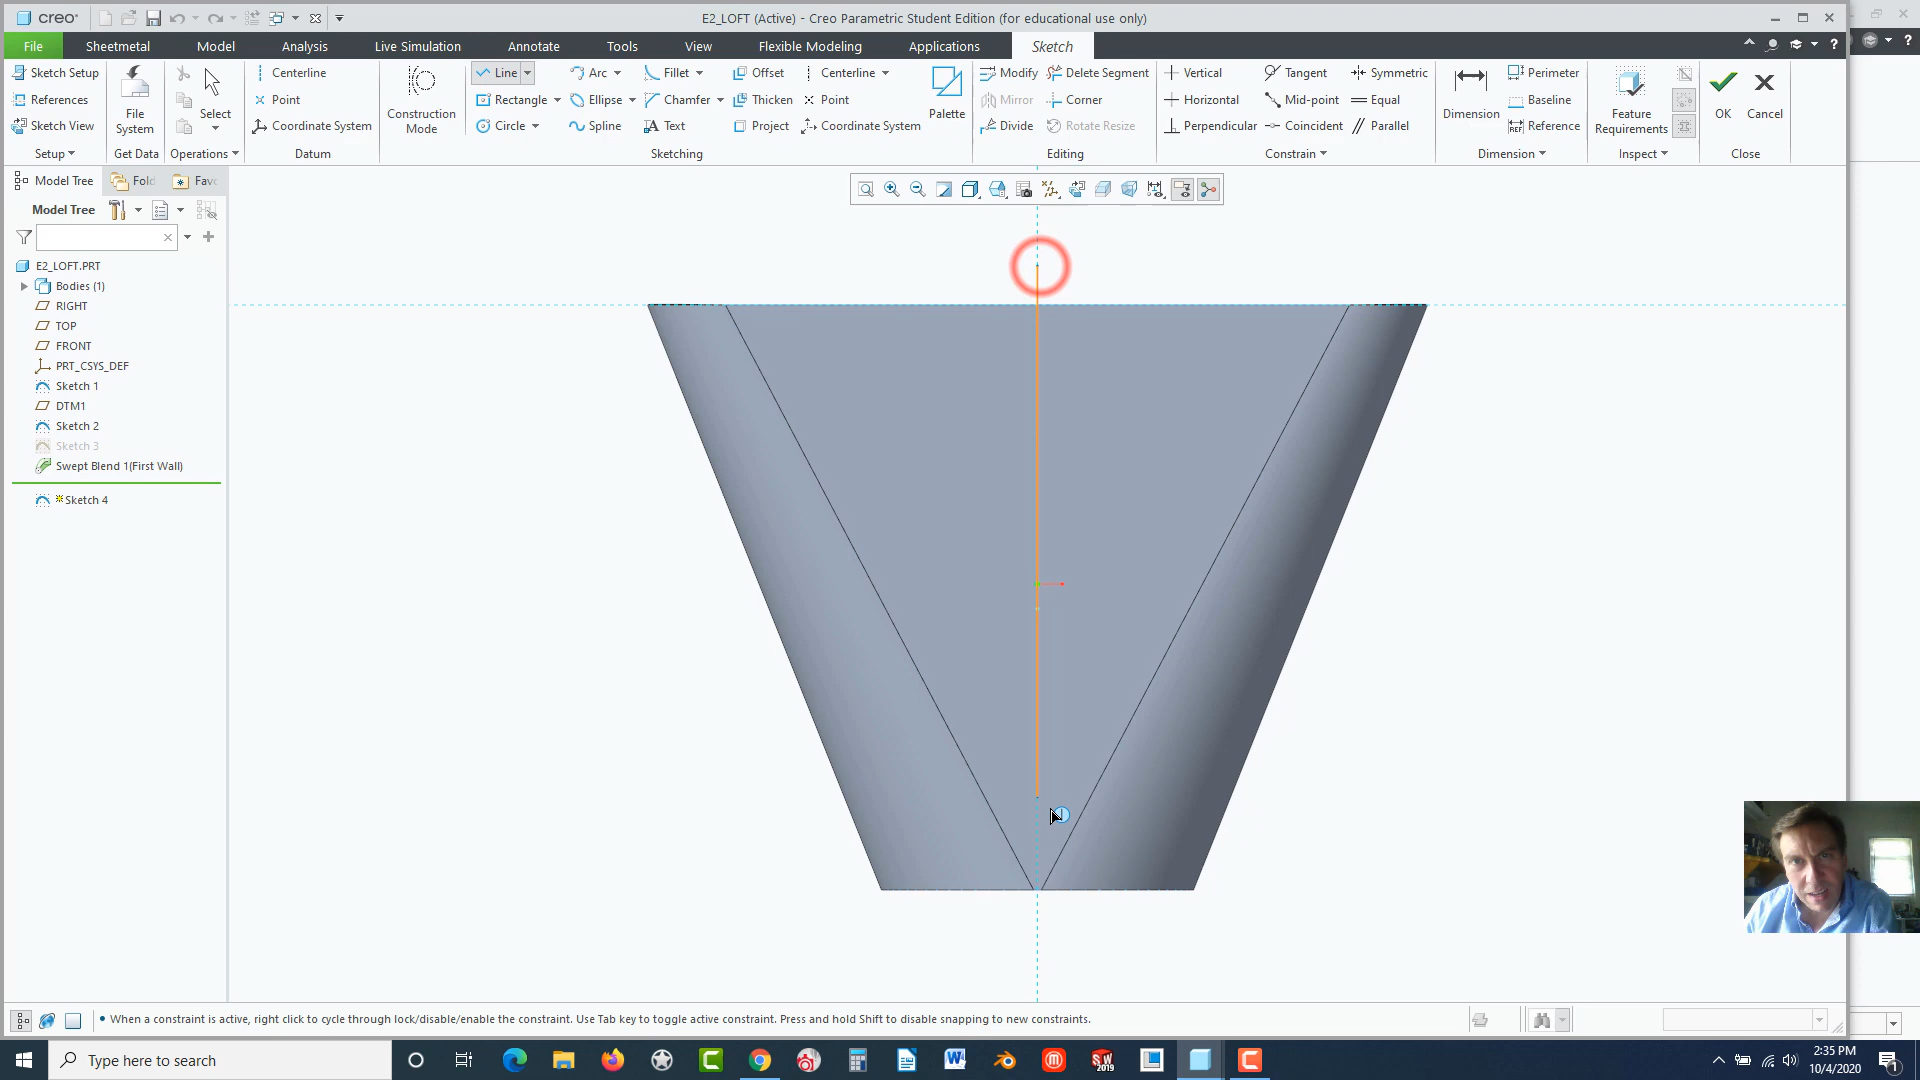 creo
E2_LOFT (Active) - Creo Parametric Student Edition (for educational use only)
File Sheetmetal Model Analysis Live Simulation Annotate Tools View Flexible Modeling Applications Sketch
Sketch Setup
References
Sketch View
Setup
File System
Get Data
Select
Operations
Centerline
Point
Coordinate System
Datum
Construction Mode
Line Arc Fillet Offset Centerline
Rectangle Ellipse Chamfer Thicken Point
Circle Spline Text Project Coordinate System
Palette
Sketching
Modify Delete Segment
Mirror Corner
Divide Rotate Resize
Editing
Vertical Tangent Symmetric
Horizontal Mid-point Equal
Perpendicular Coincident Parallel
Constrain
Dimension
Perimeter
Baseline
Reference
Dimension
Feature Requirements
Inspect
OK
Cancel
Close
Model Tree Fold Fav
Model Tree
E2_LOFT.PRT
Bodies (1)
RIGHT
TOP
FRONT
PRT_CSYS_DEF
Sketch 1
DTM1
Sketch 2
Sketch 3
Swept Blend 1(First Wall)
Sketch 4
When a constraint is active, right click to cycle through lock/disable/enable the constraint. Use Tab key to toggle active constraint. Press and hold Shift to disable snapping to new constraints.
Type here to search
2:35 PM
10/4/2020